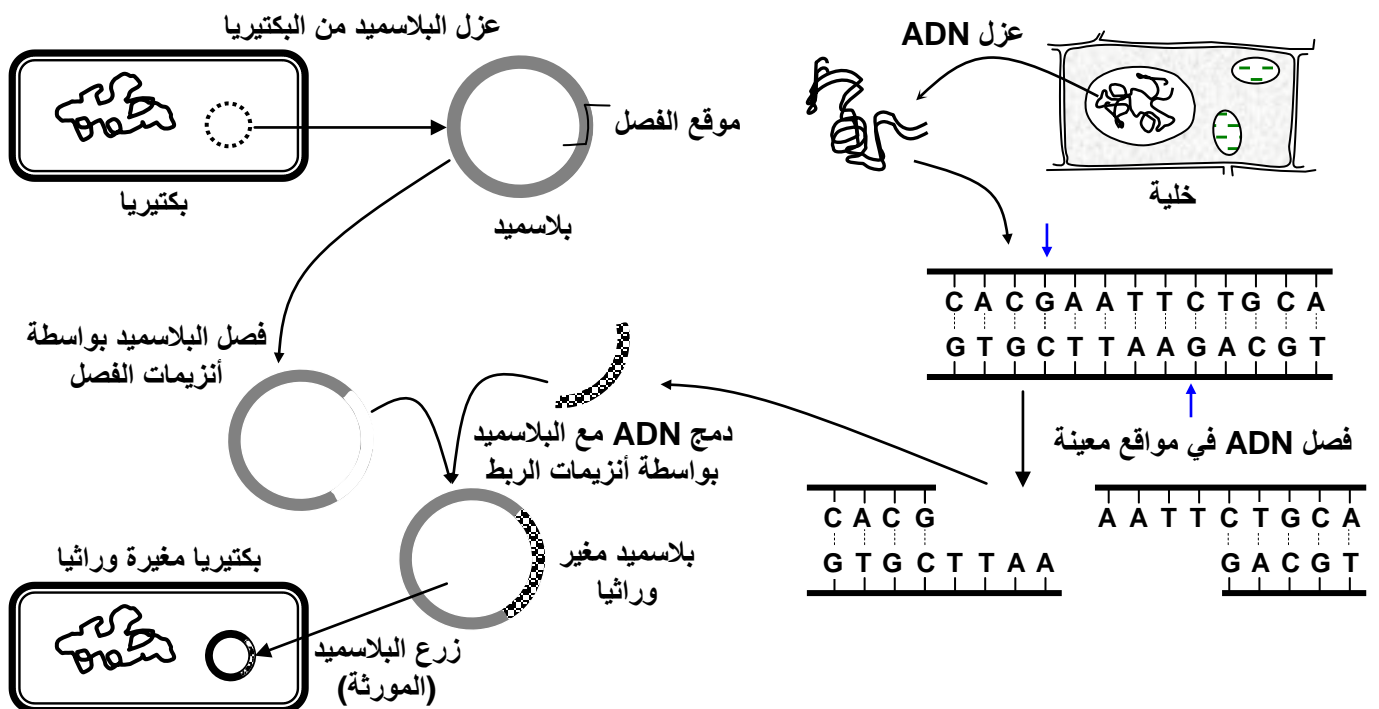 عزل البلاسميد من البكتيريا
عزل ADN
موقع الفصل
بكتيريا
بلاسميد
خلية
C A C G A A T T C T G C A
G T G C T T A A G A C G T
فصل البلاسميد بواسطة
أنزيمات الفصل
دمج ADN مع البلاسميد
بواسطة أنزيمات الربط
فصل ADN في مواقع معينة
C A C G
G T G C T T A A
A A T T C T G C A
G A C G T
بلاسميد مغير
وراثيا
بكتيريا مغيرة وراثيا
زرع البلاسميد
(المورثة)